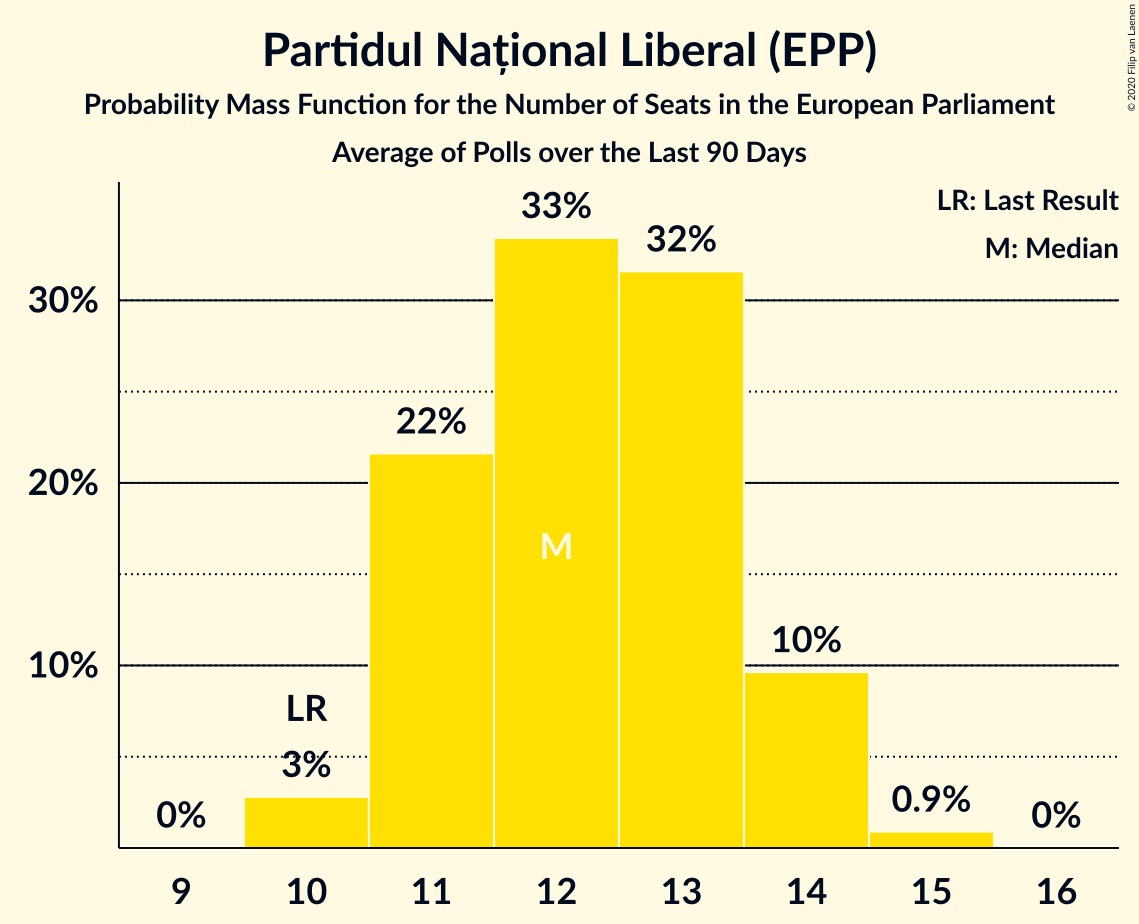 Partidul Național Liberal (EPP)
Probability Mass Function for the Number of Seats in the European Parliament
Average of Polls over the Last 90 Days
© 2020 Filip van Laenen
LR: Last Result
M: Median
33%
32%
30%
22%
20%
M
10%
10%
LR
3%
0%
0.9%
0%
9 10 11 12 13 14 15 16